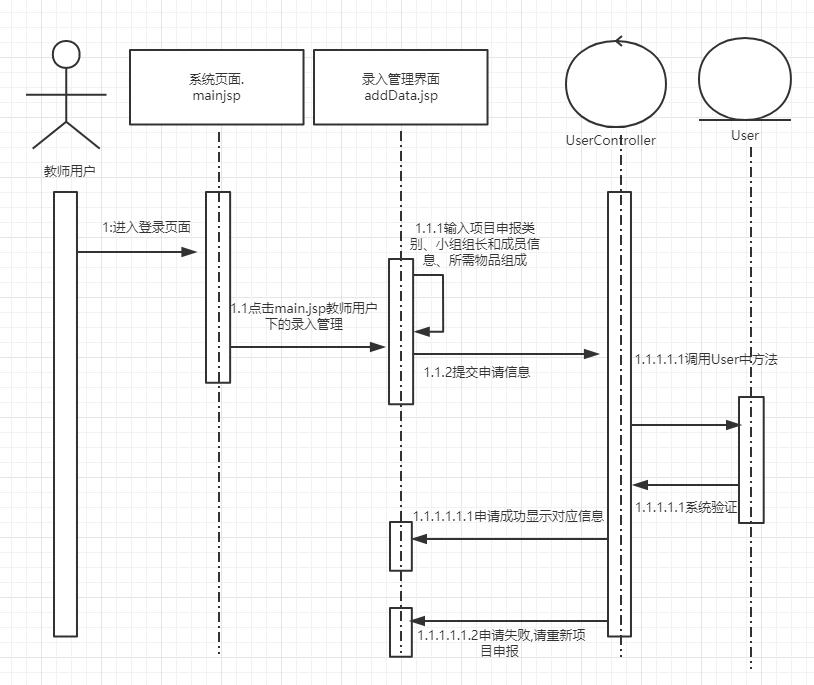 系统页面.
mainjsp
录入管理界面
addData.jsp
UserController
User
教师用户
1:进入登录页面
1.1.1输入项目申报类
别、小组组长和成员信
息、所需物品组成
1.1点击main.jsp教师用户
下的录入管理
1.1.2提交申请信息
1.1.1.1.1调用User中方法
1.1.1.1.1系统验证
1.1.1.1.1.1申请成功显示对应信息
1.1.1.1.1.2申请失败,请重新项
目申报